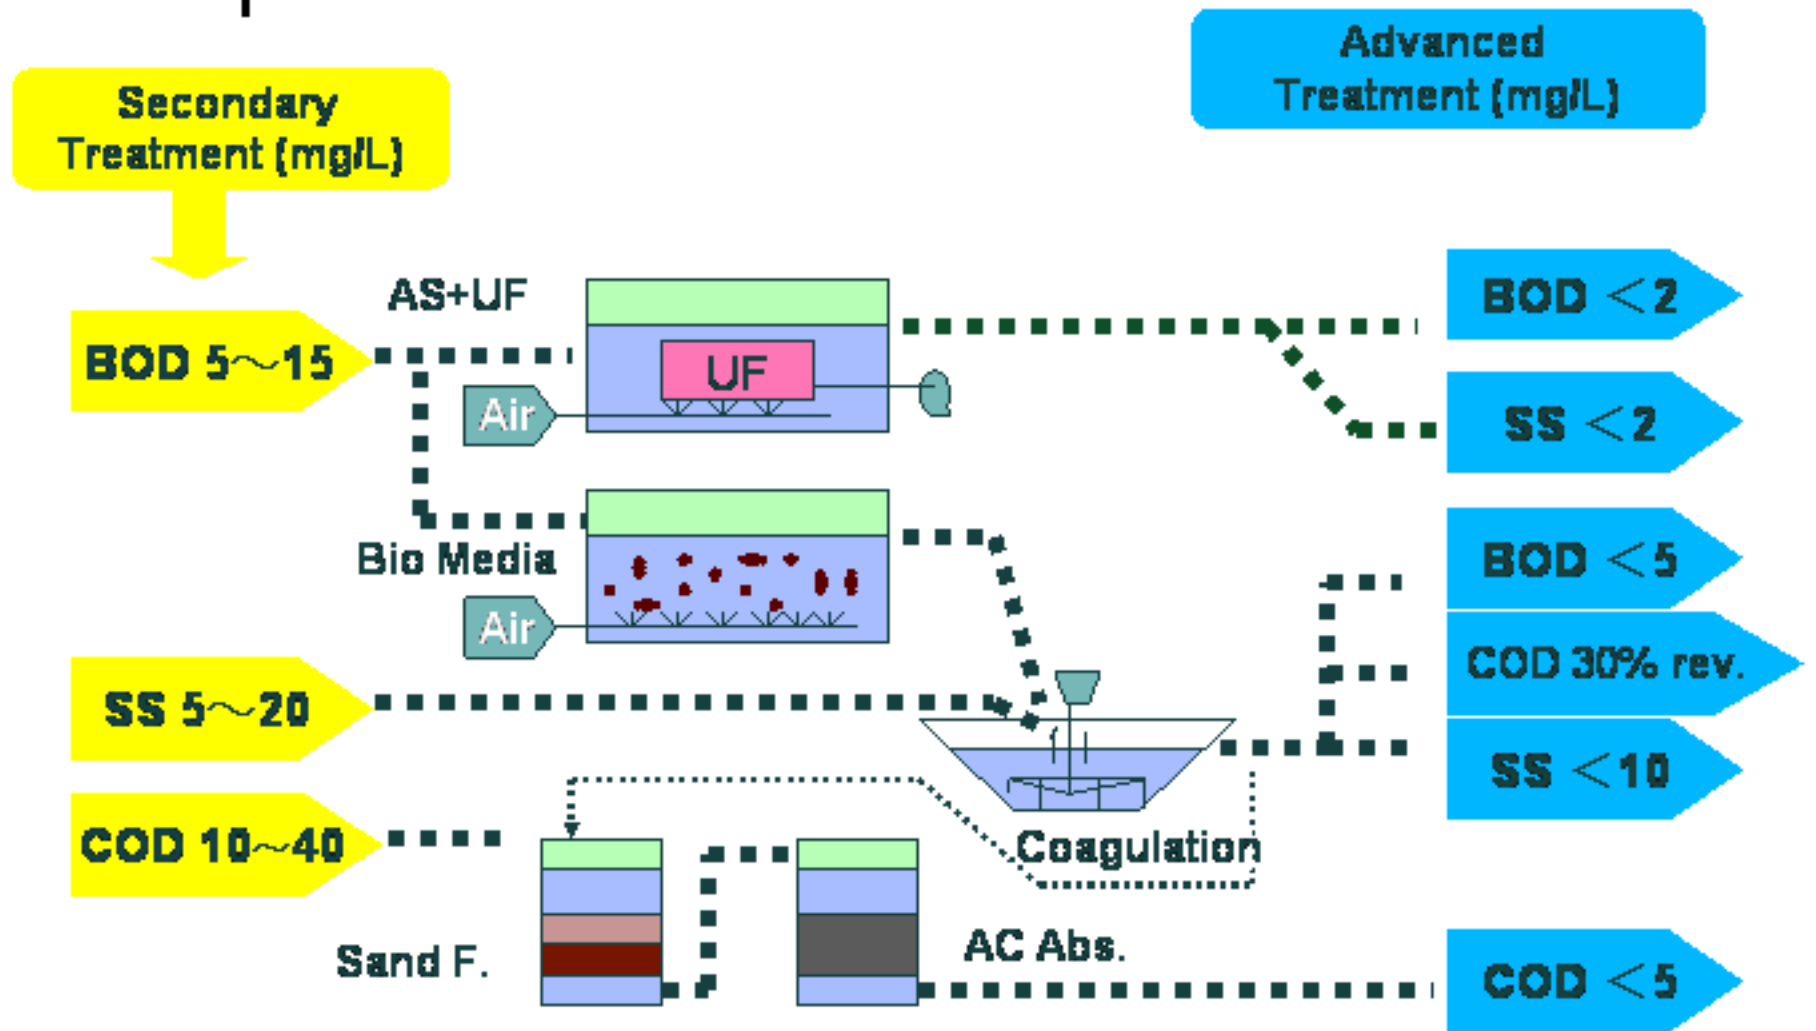 Secondary
Treatment (mg/L)
Advanced
Treatment (mg/L)
AS+UF
BOD 5～15
UF
Air
BOD ＜2
SS ＜2
Bio Media
Air
BOD ＜5
COD 30% rev.
SS 5～20
SS ＜10
COD 10～40
Coagulation
Sand F.
AC Abs.
COD ＜5